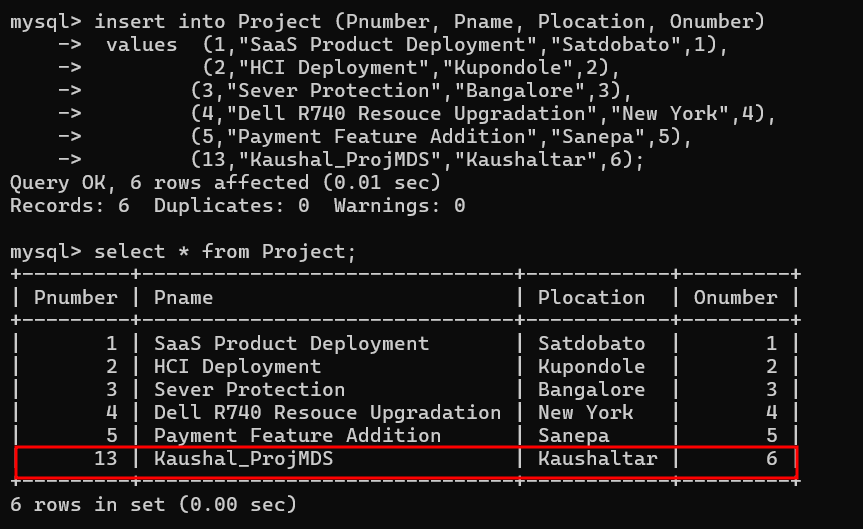 mysql> insert into Project (Pnumber, Pname, Plocation, Onumber)
    ->  values  (1,"SaaS Product Deployment","Satdobato",1),
    ->          (2,"HCI Deployment","Kupondole",2),
    ->         (3,"Sever Protection","Bangalore",3),
    ->         (4,"Dell R740 Resouce Upgradation","New York",4),
    ->         (5,"Payment Feature Addition","Sanepa",5),
    ->         (13,"Kaushal_ProjMDS","Kaushaltar",6);
Query OK, 6 rows affected (0.01 sec)
Records: 6  Duplicates: 0  Warnings: 0

mysql> select * from Project;
+---------+-------------------------------+------------+---------+
| Pnumber | Pname                         | Plocation  | Onumber |
+---------+-------------------------------+------------+---------+
|       1 | SaaS Product Deployment       | Satdobato  |       1 |
|       2 | HCI Deployment                | Kupondole  |       2 |
|       3 | Sever Protection              | Bangalore  |       3 |
|       4 | Dell R740 Resouce Upgradation | New York   |       4 |
|       5 | Payment Feature Addition      | Sanepa     |       5 |
|      13 | Kaushal_ProjMDS               | Kaushaltar |       6 |
+---------+-------------------------------+------------+---------+
6 rows in set (0.00 sec)